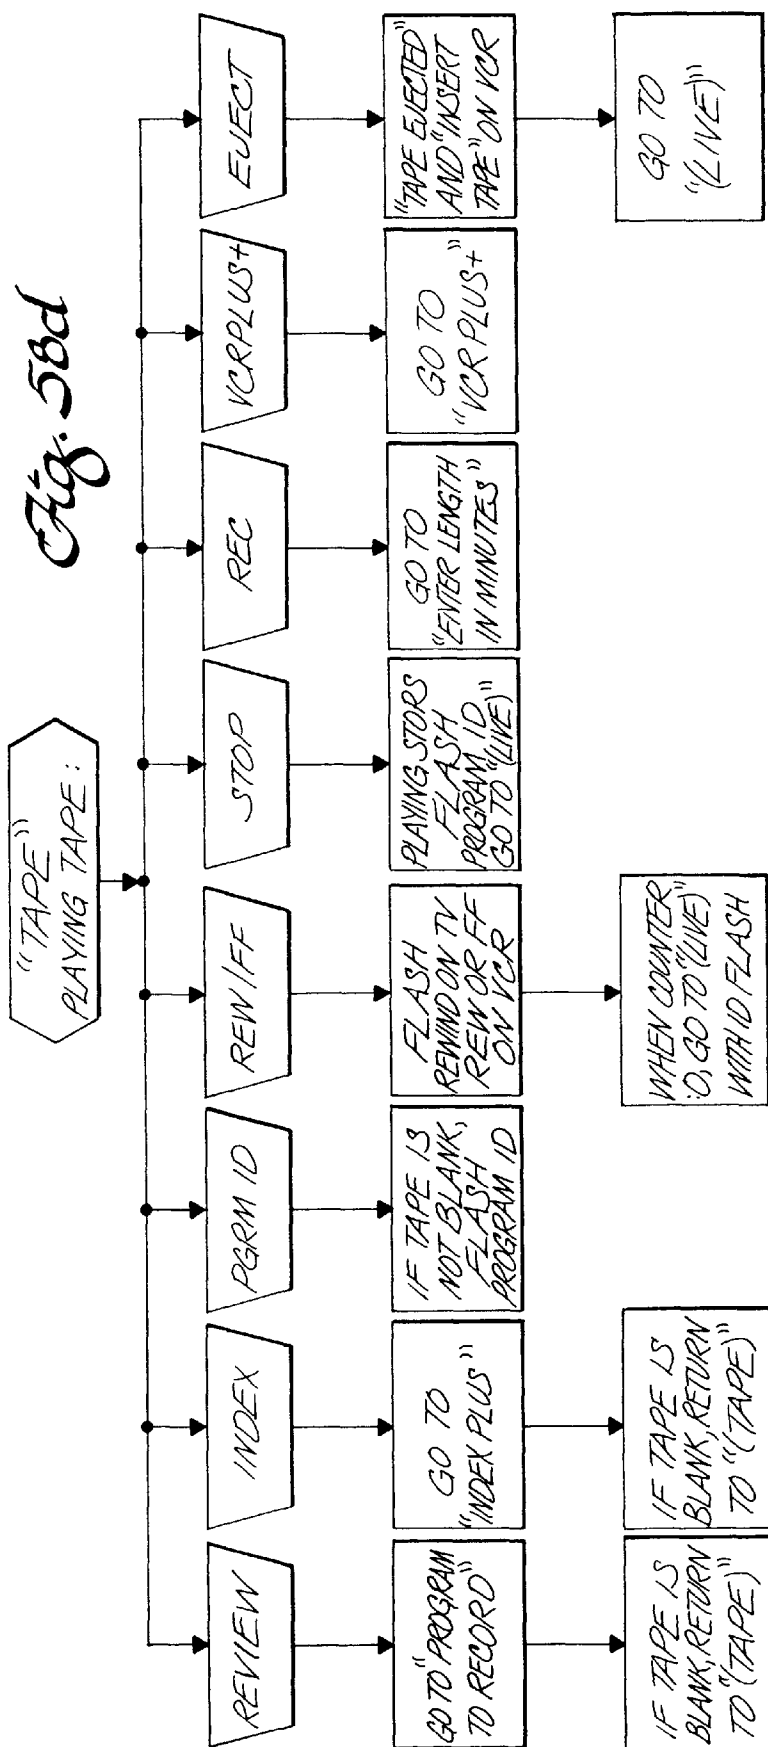 Fig. 58d
"TAPE"
PLAYING TAPE:
REVIEW
INDEX
PGRM ID
REW/FF
STOP
REC
VCRPLUS+
EJECT
GO TO "PROGRAM
TO RECORD"
GO TO
"INDEX PLUS"
IF TAPE IS
NOT BLANK,
FLASH
PROGRAM ID
FLASH
REWIND ON TV
REW OR FF
ON VCR
PLAYING STORS
FLASH
PROGRAM ID
GO TO "(LIVE)"
GO TO
"ENTER LENGTH
IN MINUTES"
GO TO
"VCR PLUS+"
"TAPE EJECTED"
AND "INSERT
TAPE" ON VCR
IF TAPE IS
BLANK, RETURN
TO "(TAPE)"
IF TAPE IS
BLANK, RETURN
TO "(TAPE)"
WHEN COUNTER
:0, GO TO "(LIVE)"
WITH ID FLASH
GO TO
"(LIVE)"